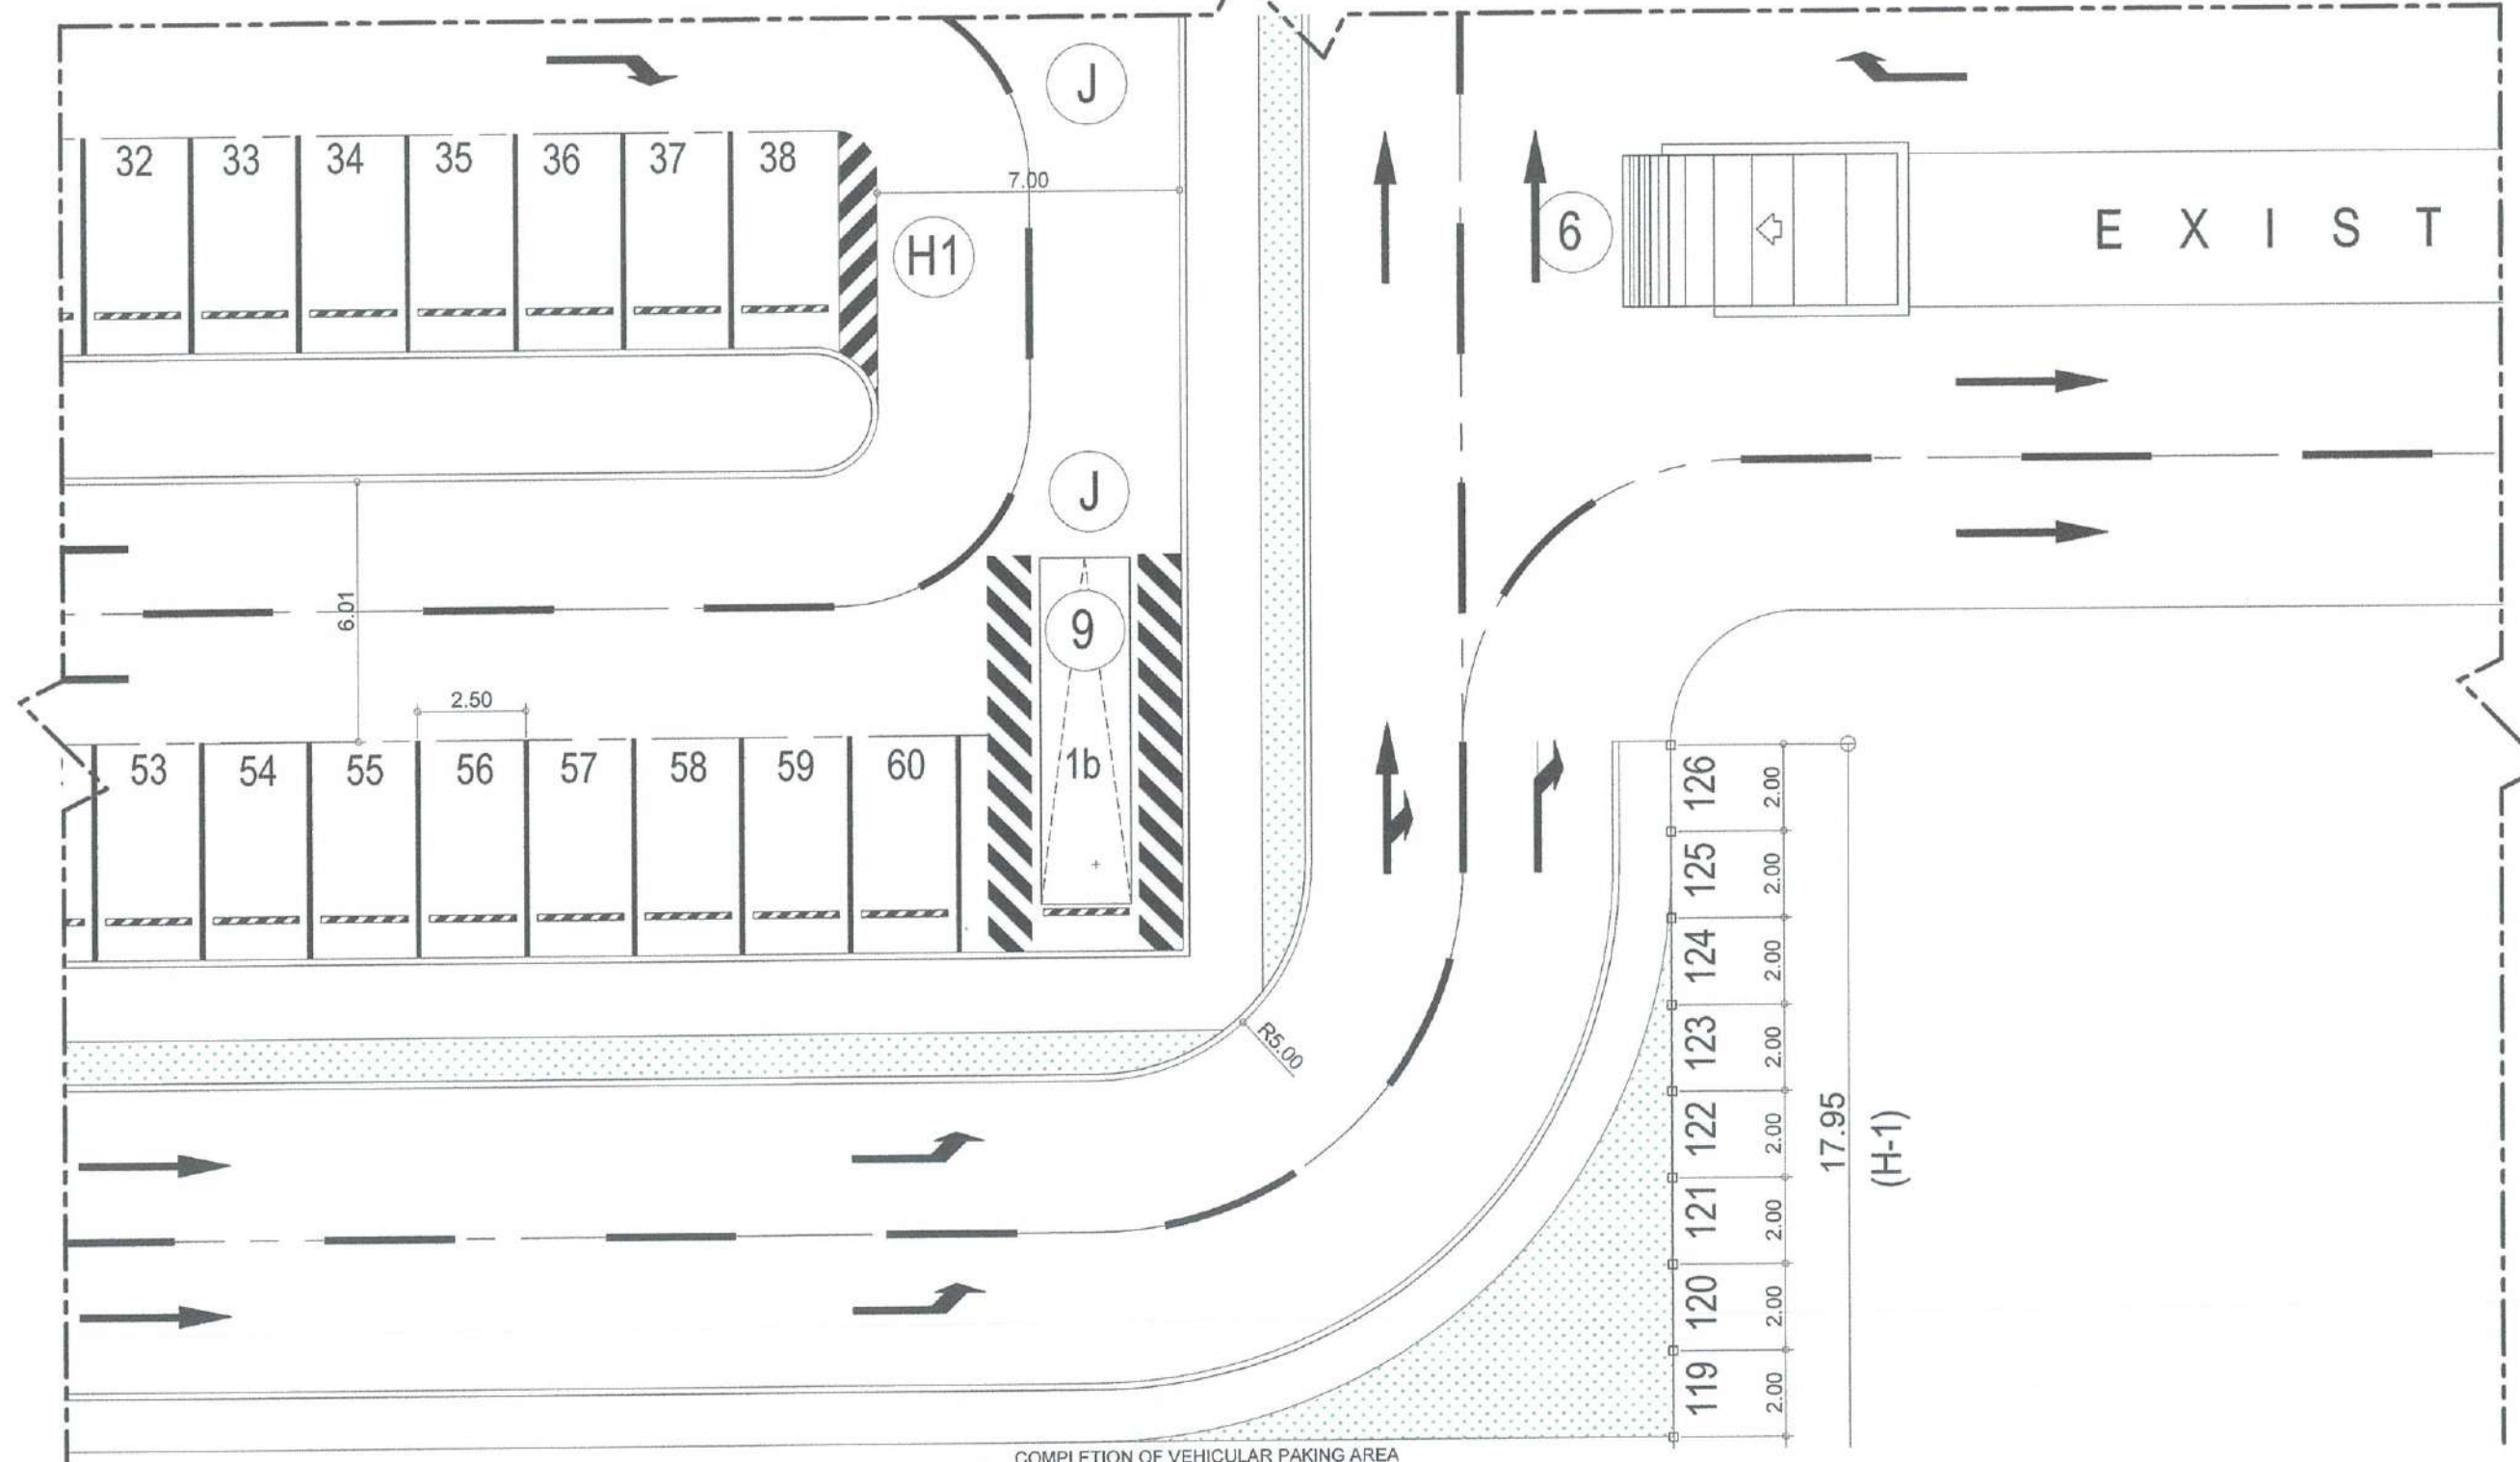 J
32 33 34 35 36 37 38
7.00
H1
6
E X I S T
J
6.01
9
2.50
53 54 55 56 57 58 59 60
1b
126 2.00
125 2.00
124 2.00
123 2.00
R5.00
122 2.00
17.95
(H-1)
121 2.00
120 2.00
119 2.00
COMPLETION OF VEHICULAR PAKING AREA